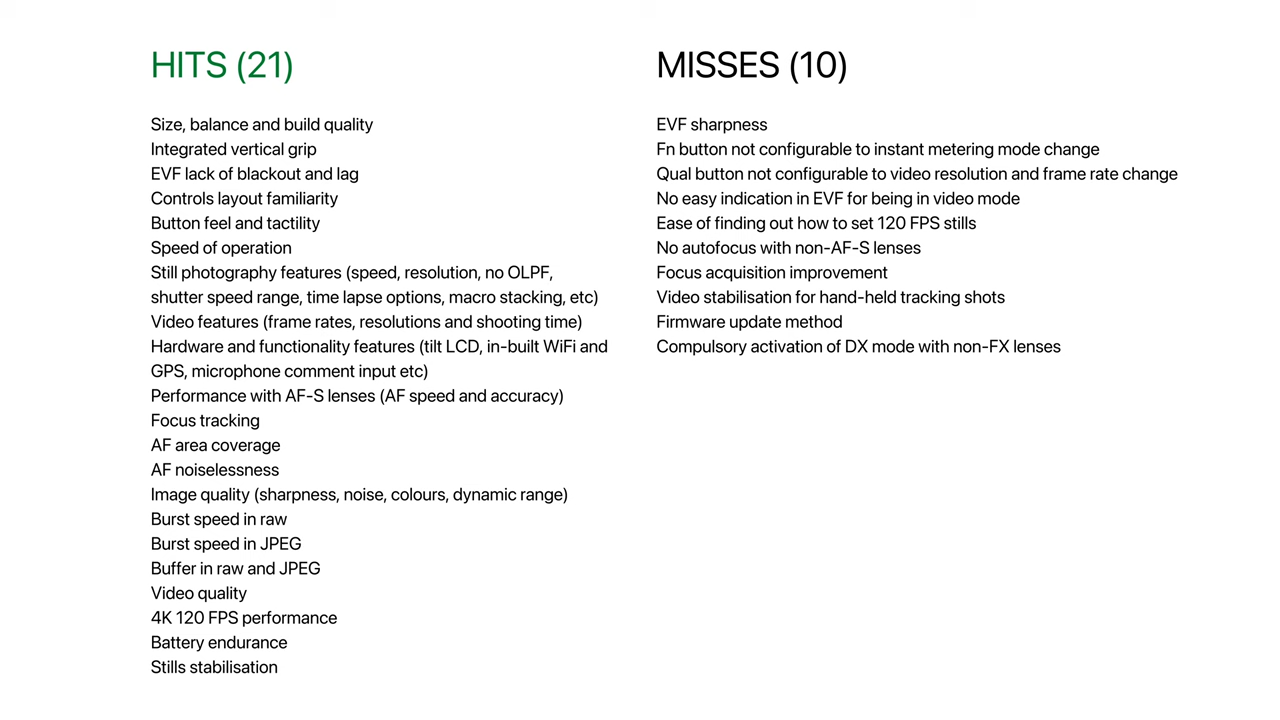 HITS (21)
Size, balance and build quality
Integrated vertical grip
EVF lack of blackout and lag
Controls layout familiarity
Button feel and tactility
Speed of operation
Still photography features (speed, resolution, no OLPF,
shutter speed range, time lapse options, macro stacking, etc)
Video features (frame rates, resolutions and shooting time)
Hardware and functionality features (tilt LCD, in-built WiFi and
GPS, microphone comment input etc)
Performance with AF-S lenses (AF speed and accuracy)
Focus tracking
AF area coverage
AF noiselessness
Image quality (sharpness, noise, colours, dynamic range)
Burst speed in raw
Burst speed in JPEG
Buffer in raw and JPEG
Video quality
4K 120 FPS performance
Battery endurance
Stills stabilisation
MISSES (10)
EVF sharpness
Fn button not configurable to instant metering mode change
Qual button not configurable to video resolution and frame rate change
No easy indication in EVF for being in video mode
Ease of finding out how to set 120 FPS stills
No autofocus with non-AF-S lenses
Focus acquisition improvement
Video stabilisation for hand-held tracking shots
Firmware update method
Compulsory activation of DX mode with non-FX lenses